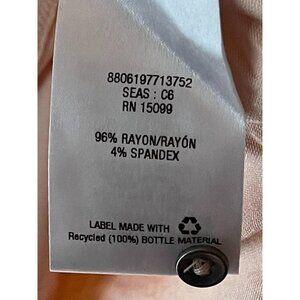 8806197713752
SEAS : C6
RN 15099
96% RAYON/RAYÓN
4% SPANDEX
LABEL MADE WITH
Recycled (100%) BOTTLE MATERIAL